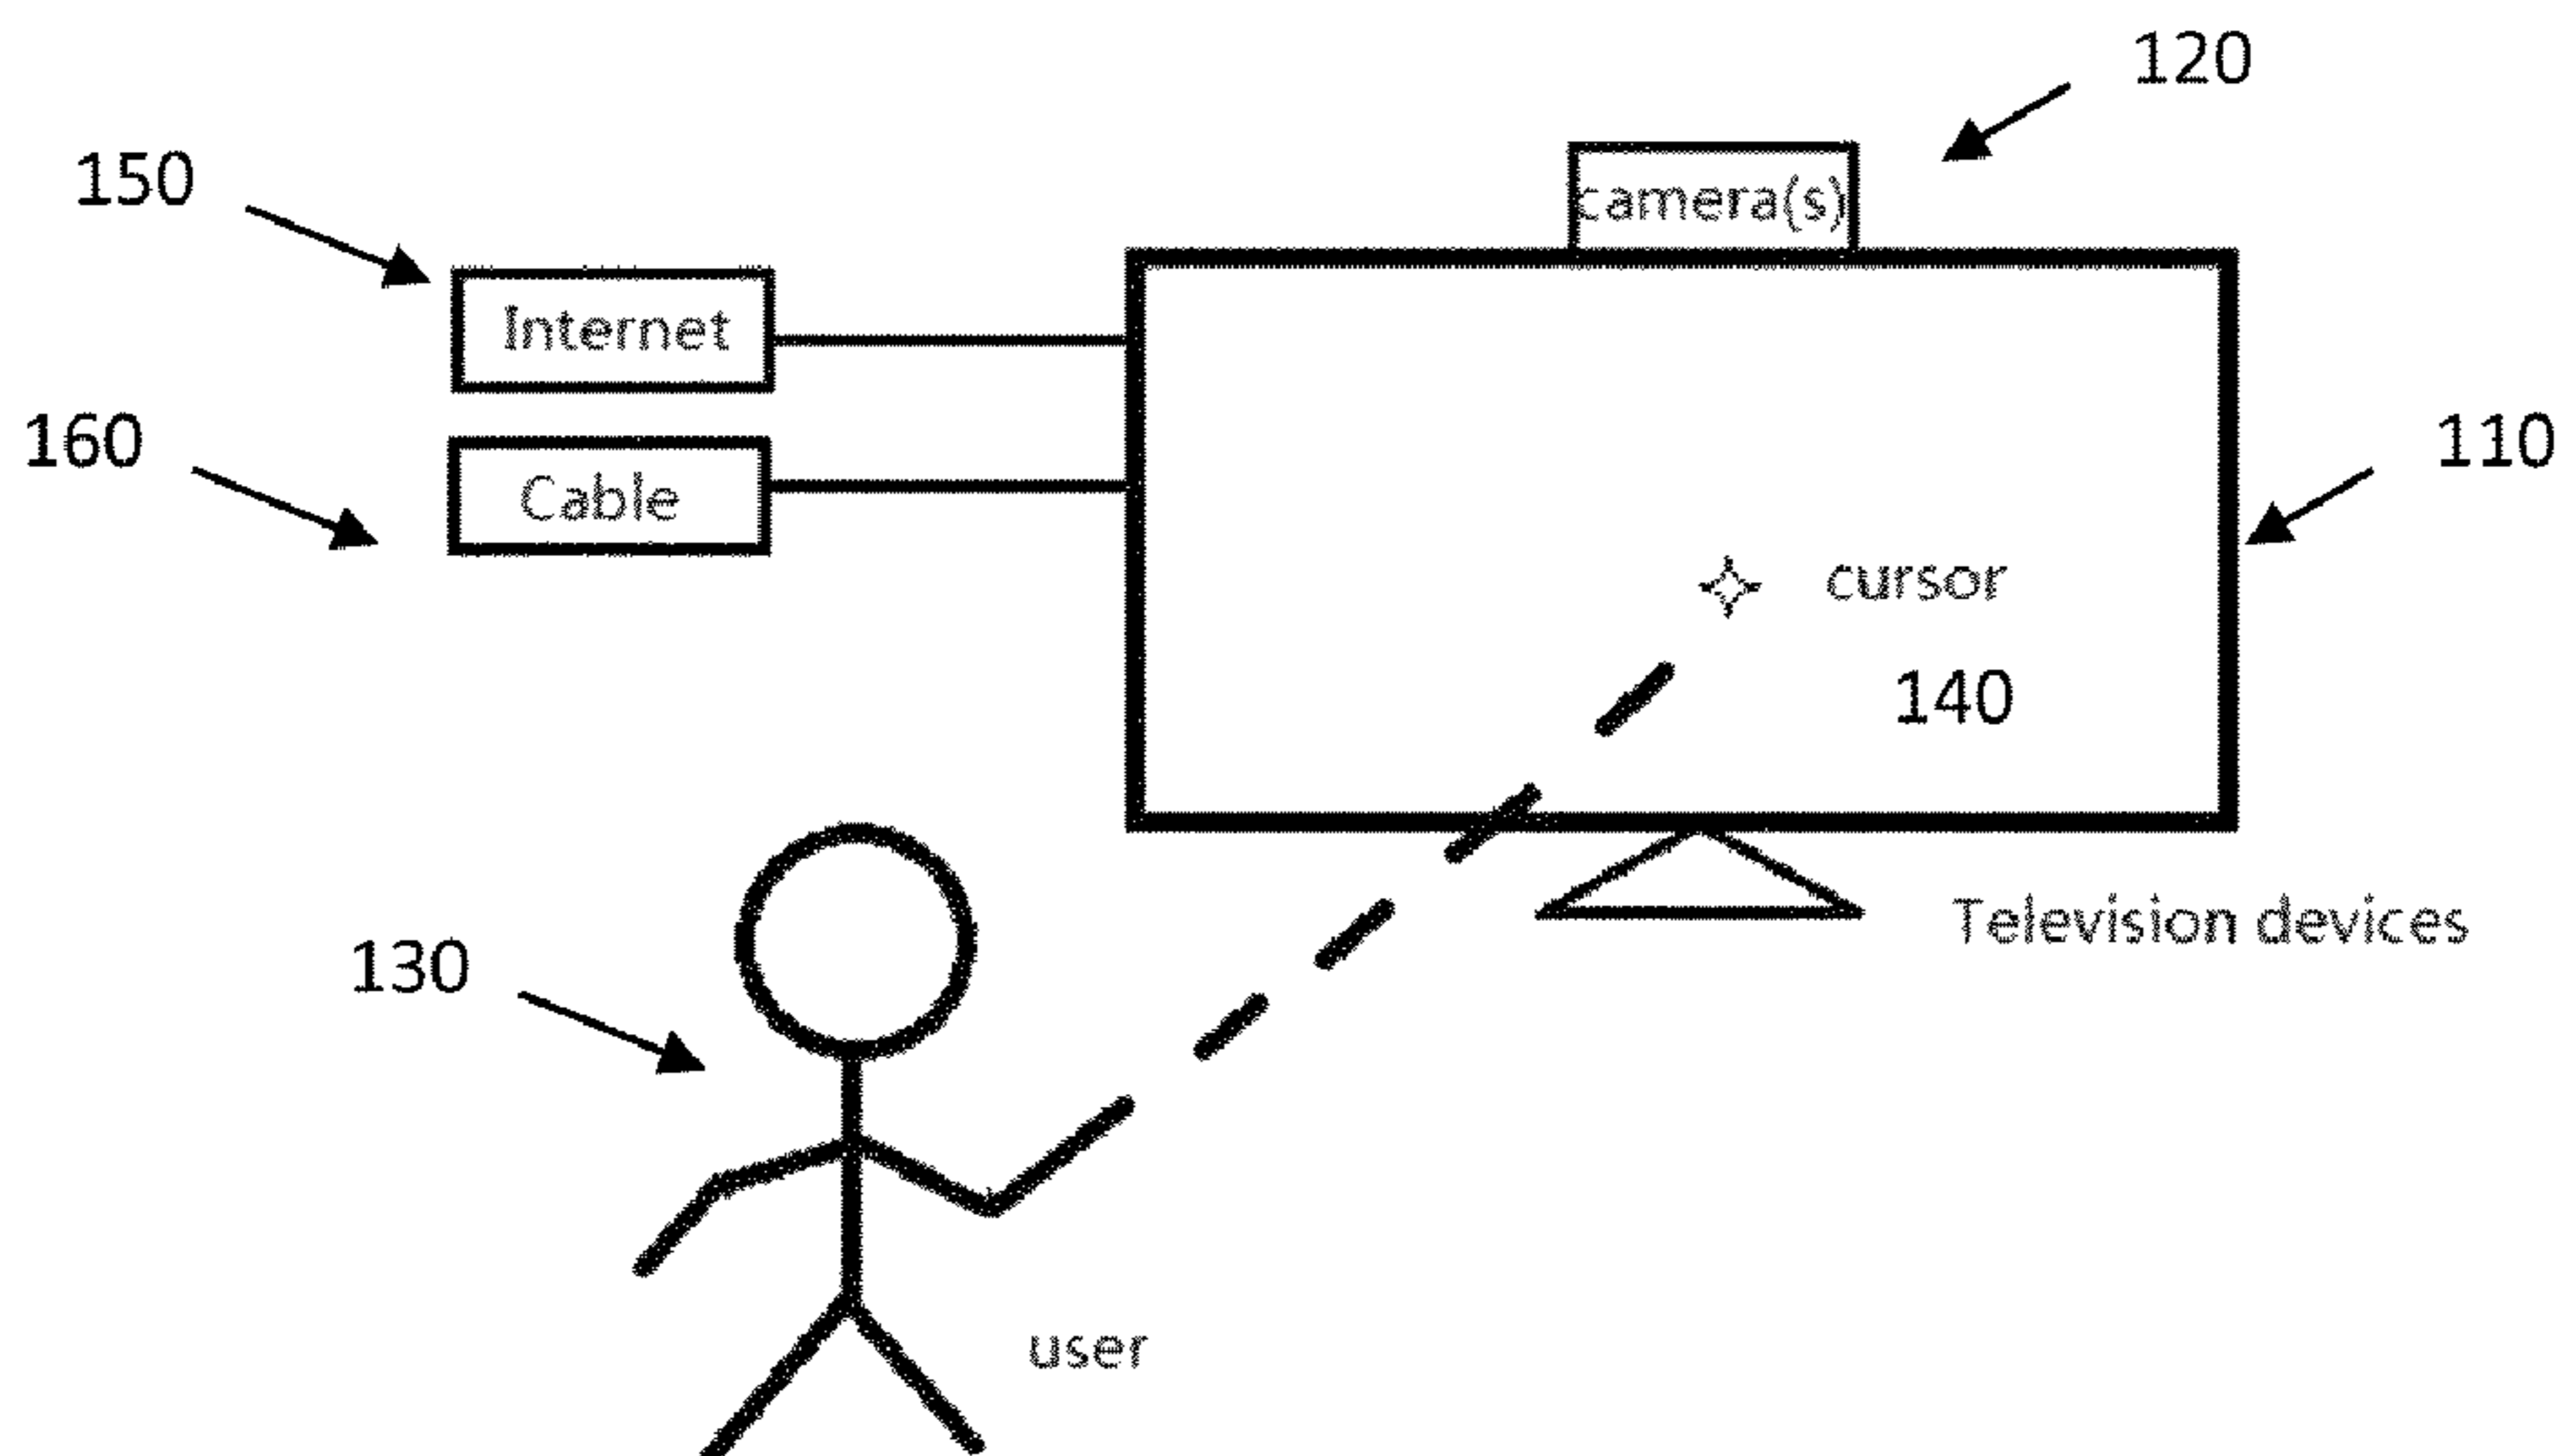 120
150
camera(s)
Internet
160
110
Cable
cursor
140
Television devices
130
user